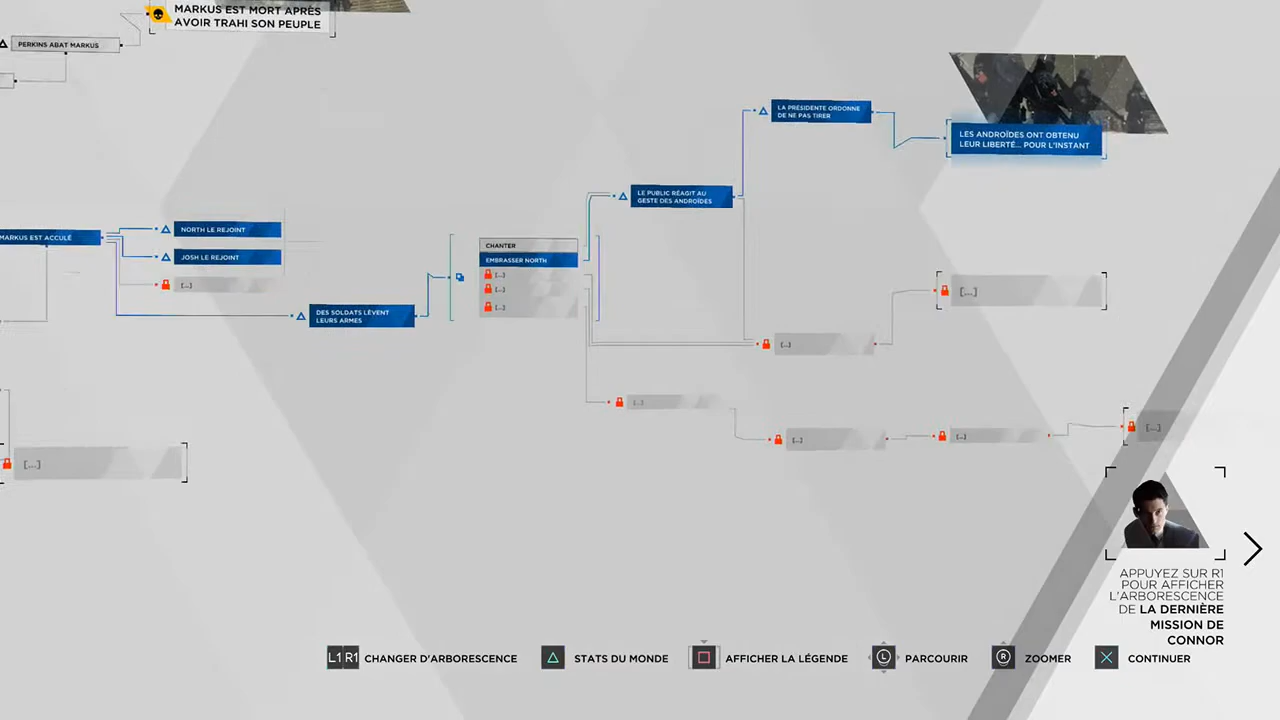 MARKUS EST MORT APRÈS
AVOIR TRAHI SON PEUPLE
PERKINS ABAT MARKUS
LA PRÉSIDENTE ORDONNE
DE NE PAS TIRER
LES ANDROÏDES ONT OBTENU
LEUR LIBERTÉ... POUR L'INSTANT
LE PUBLIC RÉAGIT AU
GESTE DES ANDROÏDES
MARKUS EST ACCULÉ
NORTH LE REJOINT
JOSH LE REJOINT
[...]
CHANTER
EMBRASSER NORTH
[...]
[...]
[...]
DES SOLDATS LÈVENT
LEURS ARMES
[...]
[...]
[...]
[...]
[...]
[...]
[...]
APPUYEZ SUR R1
POUR AFFICHER
L'ARBORESCENCE
DE LA DERNIÈRE
MISSION DE
CONNOR
L1 R1 CHANGER D'ARBORESCENCE
STATS DU MONDE
AFFICHER LA LÉGENDE
L PARCOURIR
R ZOOMER
CONTINUER